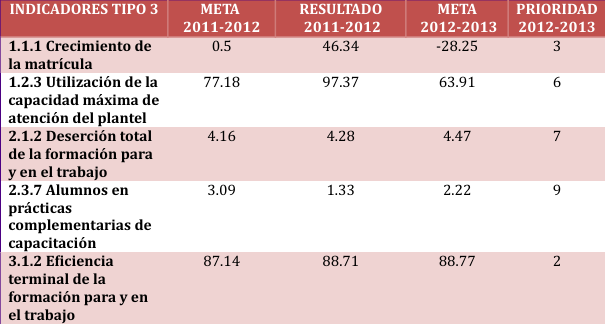 INDICADORES TIPO 3 META RESULTADO META PRIORIDAD
2011-2012 2011-2012 2012-2013 2012-2013
1.1.1 Crecimiento de 0.5 46.34 -28.25 3
la matrícula
1.2.3 Utilización de la 77.18 97.37 63.91 6
capacidad máxima de
atención del plantel
2.1.2 Deserción total 4.16 4.28 4.47 7
de la formación para
y en el trabajo
2.3.7 Alumnos en 3.09 1.33 2.22 9
prácticas
complementarias de
capacitación
3.1.2 Eficiencia 87.14 88.71 88.77 2
terminal de la
formación para y en
el trabajo